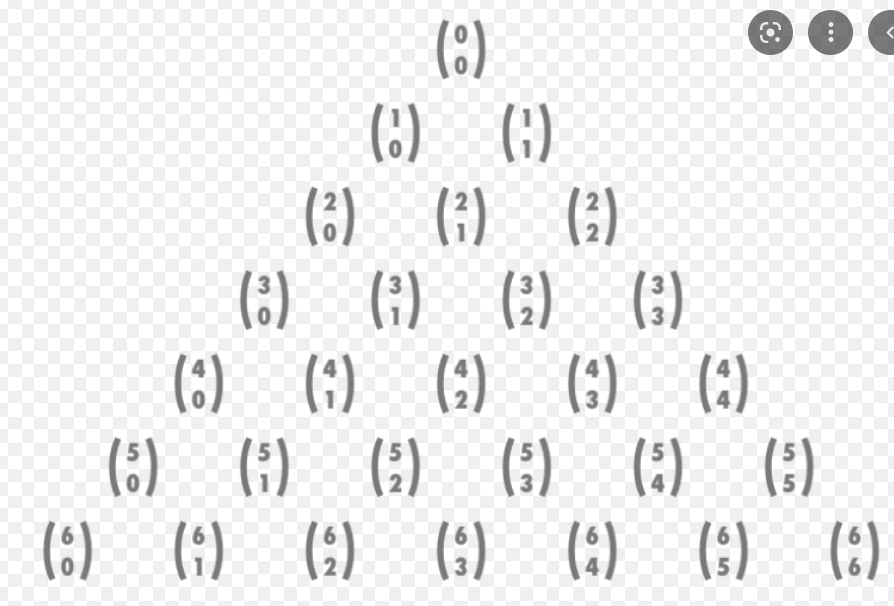 (0 0)
(1 0) (1 1)
(2 0) (2 1) (2 2)
(3 0) (3 1) (3 2) (3 3)
(4 0) (4 1) (4 2) (4 3) (4 4)
(5 0) (5 1) (5 2) (5 3) (5 4) (5 5)
(6 0) (6 1) (6 2) (6 3) (6 4) (6 5) (6 6)